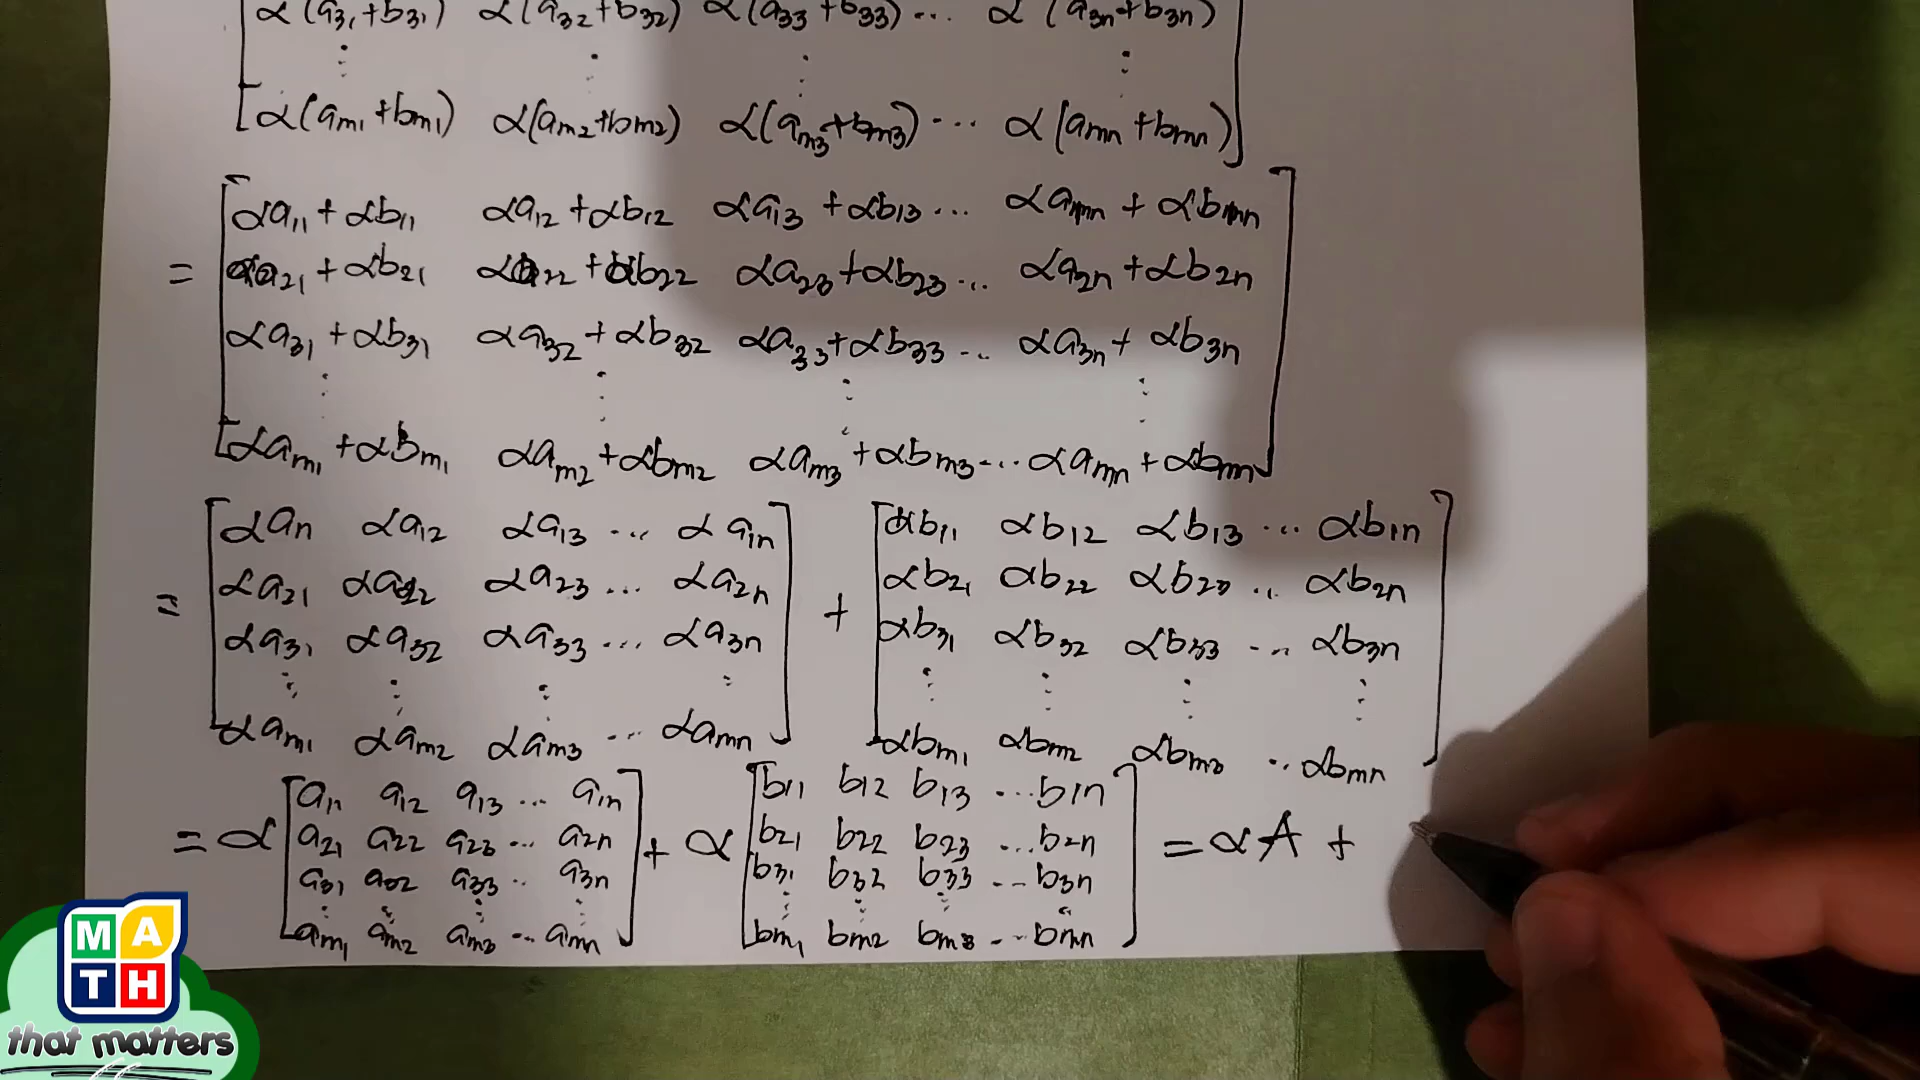 α(a31+b31) α(a32+b32) α(a33+b33)... α(a3n+b3n)
⋮ ⋮ ⋮ ⋮
α(am1+bm1) α(am2+bm2) α(am3+bm3)... α(amn+bmn)
αa11+αb11 αa12+αb12 αa13+αb13... αa1n+αb1n
= αa21+αb21 αa22+αb22 αa23+αb23... αa2n+αb2n
αa31+αb31 αa32+αb32 αa33+αb33... αa3n+αb3n
⋮ ⋮ ⋮ ⋮
αam1+αbm1 αam2+αbm2 αam3+αbm3... αamn+αbmn
αa11 αa12 αa13 ... αa1n αb11 αb12 αb13 ... αb1n
= αa21 αa22 αa23 ... αa2n + αb21 αb22 αb23 ... αb2n
αa31 αa32 αa33 ... αa3n αb31 αb32 αb33 ... αb3n
⋮ ⋮ ⋮ ⋮ ⋮ ⋮ ⋮ ⋮
αam1 αam2 αam3 ... αamn αbm1 αbm2 αbm3 ... αbmn
a11 a12 a13 ... a1n b11 b12 b13 ... b1n
= α a21 a22 a23 ... a2n + α b21 b22 b23 ... b2n = αA +
a31 a32 a33 ... a3n b31 b32 b33 ... b3n
⋮ ⋮ ⋮ ⋮ ⋮ ⋮ ⋮ ⋮
am1 am2 am3 ... amn bm1 bm2 bm3 ... bmn
MA
TH
that matters